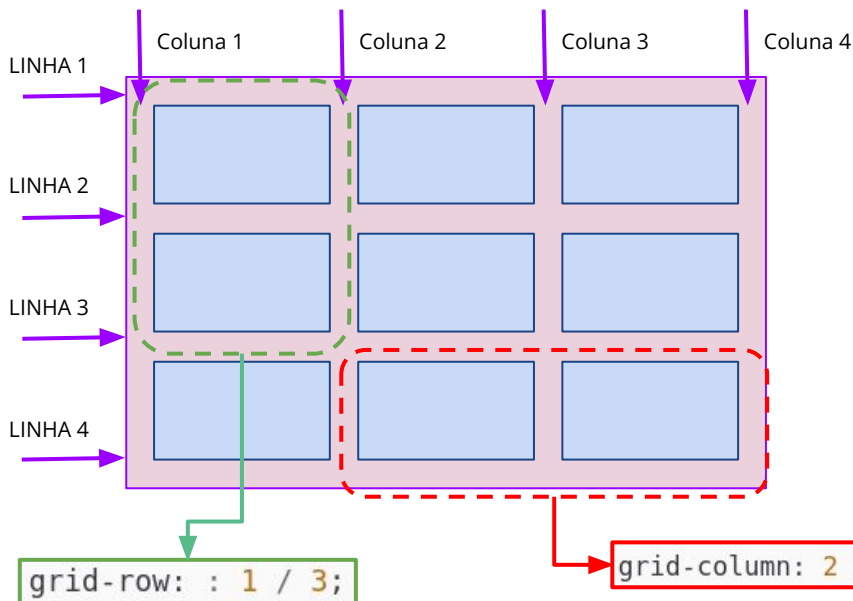 Coluna 1
Coluna 2
Coluna 3
Coluna 4
LINHA 1
LINHA 2
LINHA 3
LINHA 4
grid-row: : 1 / 3;
grid-column: 2